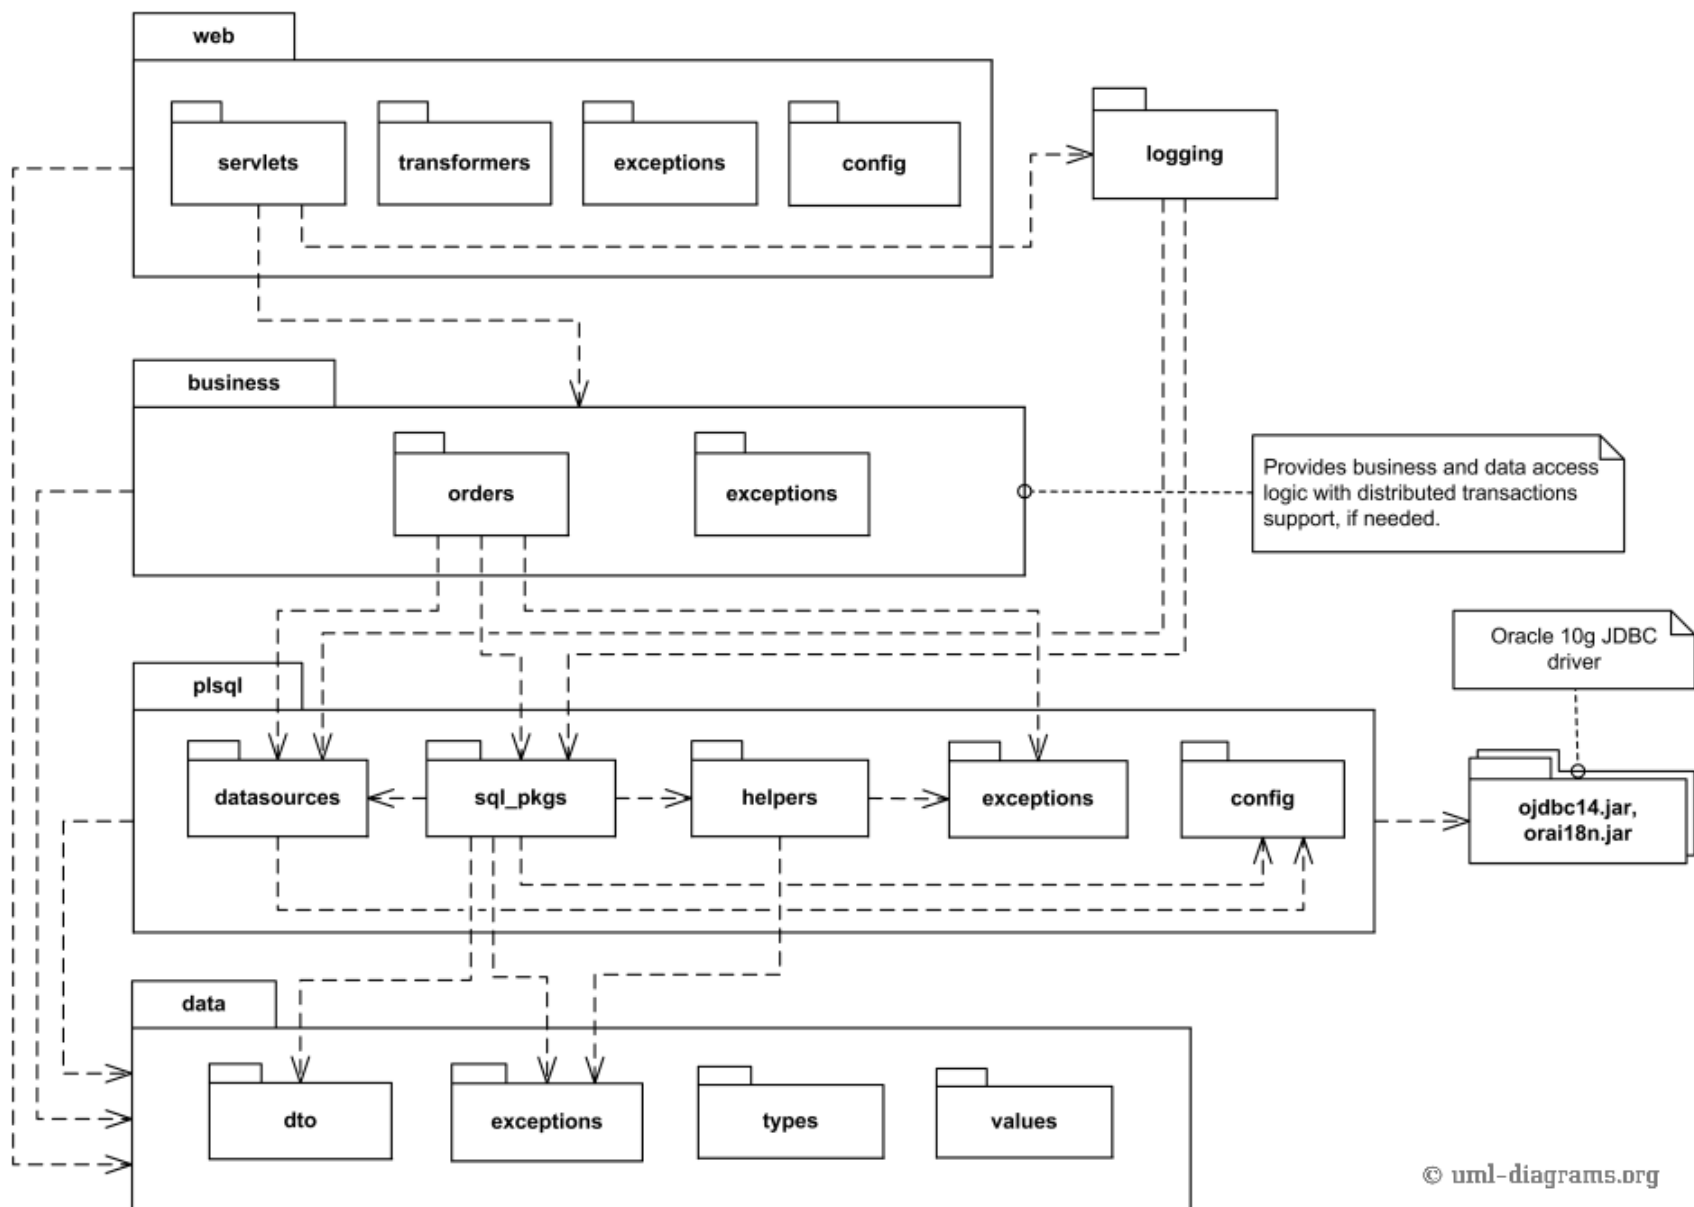 web
servlets
transformers
exceptions
config
logging
business
orders
exceptions
Provides business and data access
logic with distributed transactions
support, if needed.
Oracle 10g JDBC
driver
plsql
datasources
sql_pkgs
helpers
exceptions
config
ojdbc14.jar,
orai18n.jar
data
dto
exceptions
types
values
© uml-diagrams.org